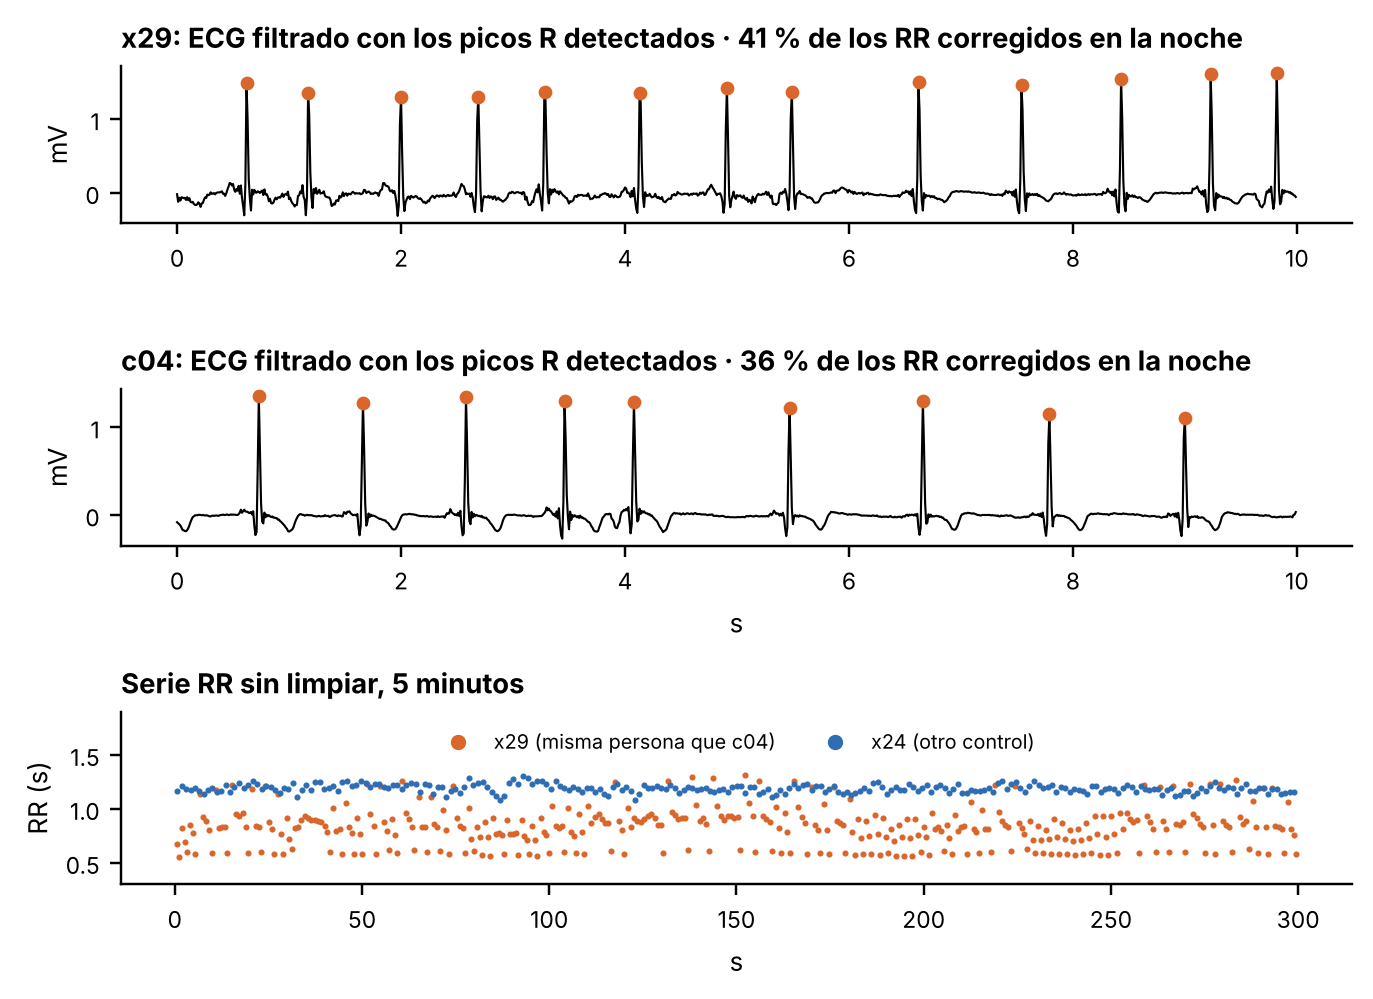 x29: ECG filtrado con los picos R detectados · 41 % de los RR corregidos en la noche
mV
1
0
0 2 4 6 8 10
c04: ECG filtrado con los picos R detectados · 36 % de los RR corregidos en la noche
mV
1
0
0 2 4 6 8 10
s
Serie RR sin limpiar, 5 minutos
x29 (misma persona que c04) x24 (otro control)
RR (s)
1.5
1.0
0.5
0 50 100 150 200 250 300
s